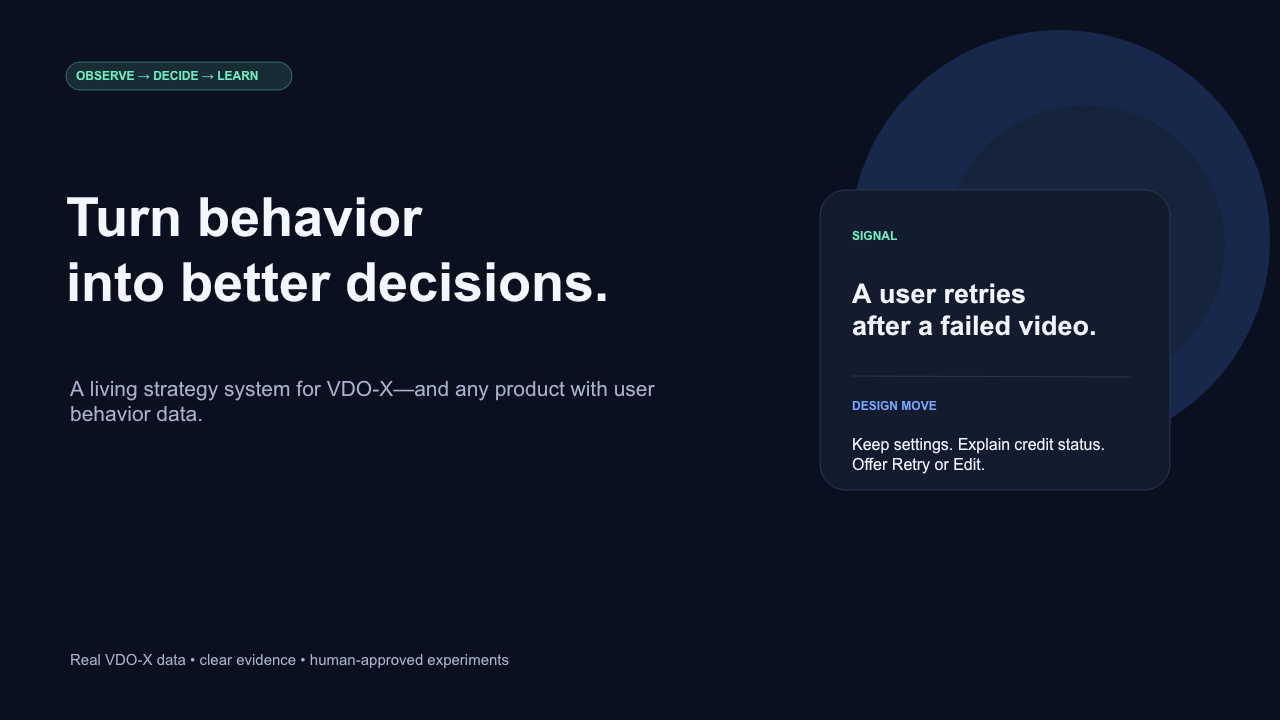 OBSERVE → DECIDE → LEARN
Turn behavior
into better decisions.
A living strategy system for VDO-X—and any product with user
behavior data.
SIGNAL
A user retries
after a failed video.
DESIGN MOVE
Keep settings. Explain credit status.
Offer Retry or Edit.
Real VDO-X data • clear evidence • human-approved experiments